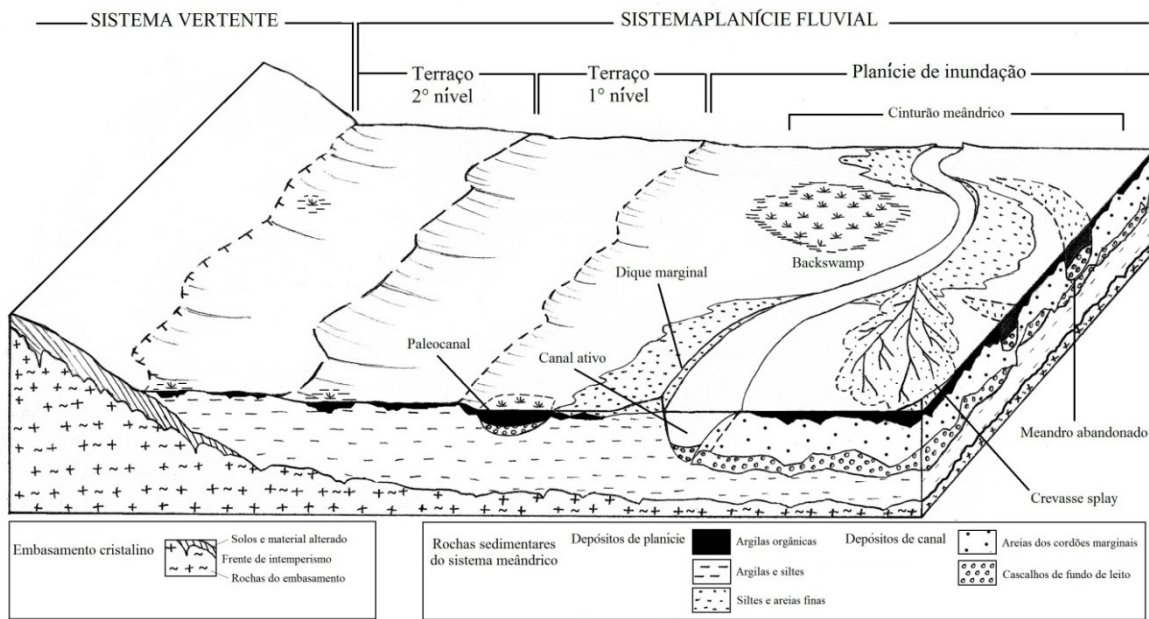 SISTEMA VERTENTE
SISTEMAPLANÍCIE FLUVIAL
Terraço
2° nível
Terraço
1° nível
Planície de inundação
Cinturão meândrico
Backswamp
Dique marginal
Paleocanal
Canal ativo
Meandro abandonado
Crevasse splay
Embasamento cristalino
Solos e material alterado
Frente de intemperismo
Rochas do embasamento
Rochas sedimentares
do sistema meândrico
Depósitos de planície
Argilas orgânicas
Argilas e siltes
Siltes e areias finas
Depósitos de canal
Areias dos cordões marginais
Cascalhos de fundo de leito